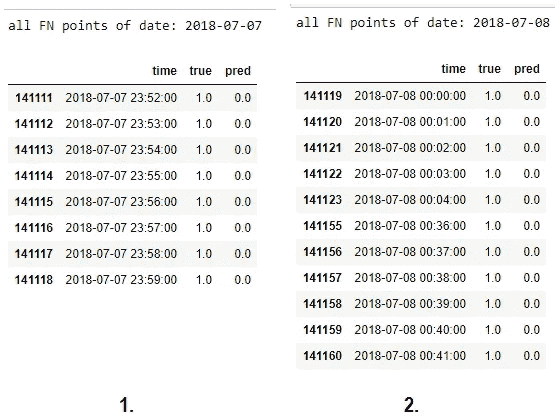 all FN points of date: 2018-07-07
time true pred
141111 2018-07-07 23:52:00 1.0 0.0
141112 2018-07-07 23:53:00 1.0 0.0
141113 2018-07-07 23:54:00 1.0 0.0
141114 2018-07-07 23:55:00 1.0 0.0
141115 2018-07-07 23:56:00 1.0 0.0
141116 2018-07-07 23:57:00 1.0 0.0
141117 2018-07-07 23:58:00 1.0 0.0
141118 2018-07-07 23:59:00 1.0 0.0
1.
all FN points of date: 2018-07-08
time true pred
141119 2018-07-08 00:00:00 1.0 0.0
141120 2018-07-08 00:01:00 1.0 0.0
141121 2018-07-08 00:02:00 1.0 0.0
141122 2018-07-08 00:03:00 1.0 0.0
141123 2018-07-08 00:04:00 1.0 0.0
141155 2018-07-08 00:36:00 1.0 0.0
141156 2018-07-08 00:37:00 1.0 0.0
141157 2018-07-08 00:38:00 1.0 0.0
141158 2018-07-08 00:39:00 1.0 0.0
141159 2018-07-08 00:40:00 1.0 0.0
141160 2018-07-08 00:41:00 1.0 0.0
2.